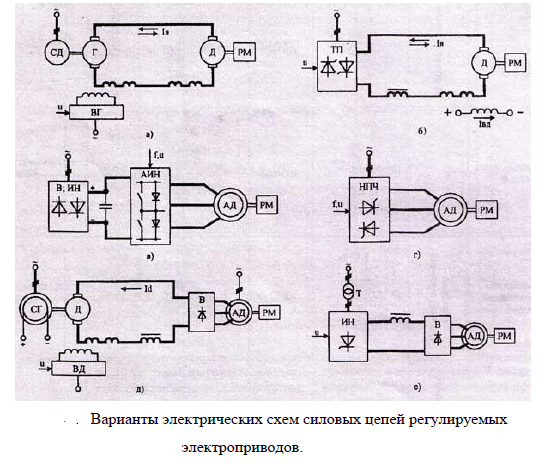 СД Г Iя Д РМ
u ВГ
а)
ТП Iя Д РМ
u
+ Iвд −
б)
f,u
В; ИН + − АИН АД РМ
в)
НПЧ
f,u АД РМ
г)
СГ Д Id В АД РМ
+ −
u ВД
д)
Т
u ИН В АД РМ
е)
Варианты электрических схем силовых цепей регулируемых
электроприводов.